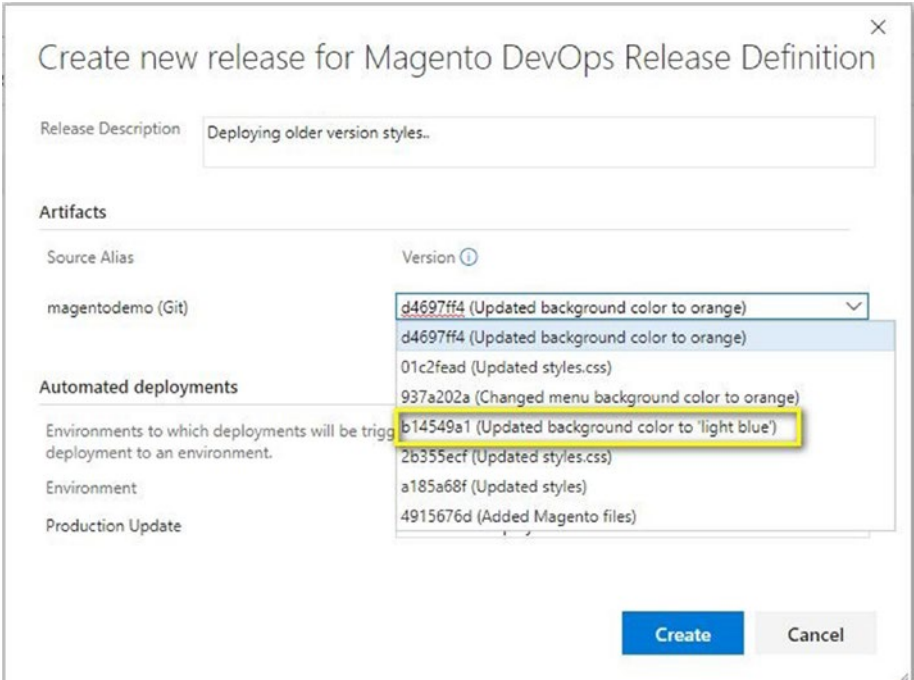 Create new release for Magento DevOps Release Definition
Release Description
Deploying older version styles..
Artifacts
Source Alias
Version
magentodemo (Git)
d4697ff4 (Updated background color to orange)
d4697ff4 (Updated background color to orange)
01c2fead (Updated styles.css)
937a202a (Changed menu background color to orange)
b14549a1 (Updated background color to 'light blue')
2b355ecf (Updated styles.css)
a185a68f (Updated styles)
4915676d (Added Magento files)
Automated deployments
Environments to which deployments will be
deployment to an environment.
Environment
Production Update
Create
Cancel